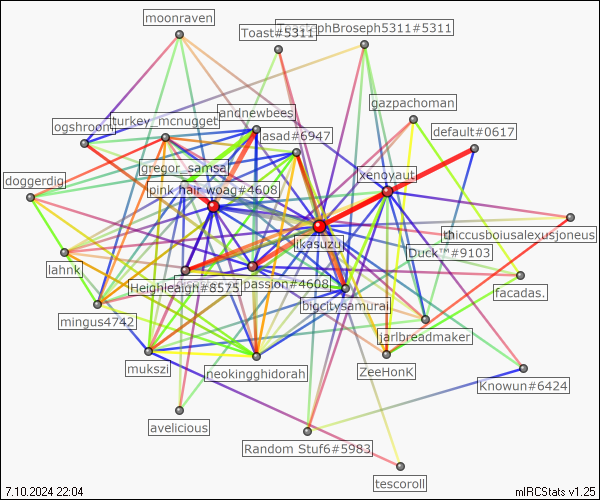 moonraven
Toast#5311
ToastephBroseph5311#5311
gazpachoman
andnewbees
turkey_mcnugget
ogshroom
asad#6947
default#0617
gregor_samsa
xenoyaut
doggerdig
pink hair woag#4608
ikasuzu
thiccusboiusalexusjoneus
Duck™#9103
lahnk
Heighleaigh#8575
passion#4608
facadas.
bigcitysamurai
mingus4742
jarlbreadmaker
mukszi
neokingghidorah
ZeeHonK
Knowun#6424
avelicious
Random Stuf6#5983
tescoroll
7.10.2024 22:04
mIRCStats v1.25